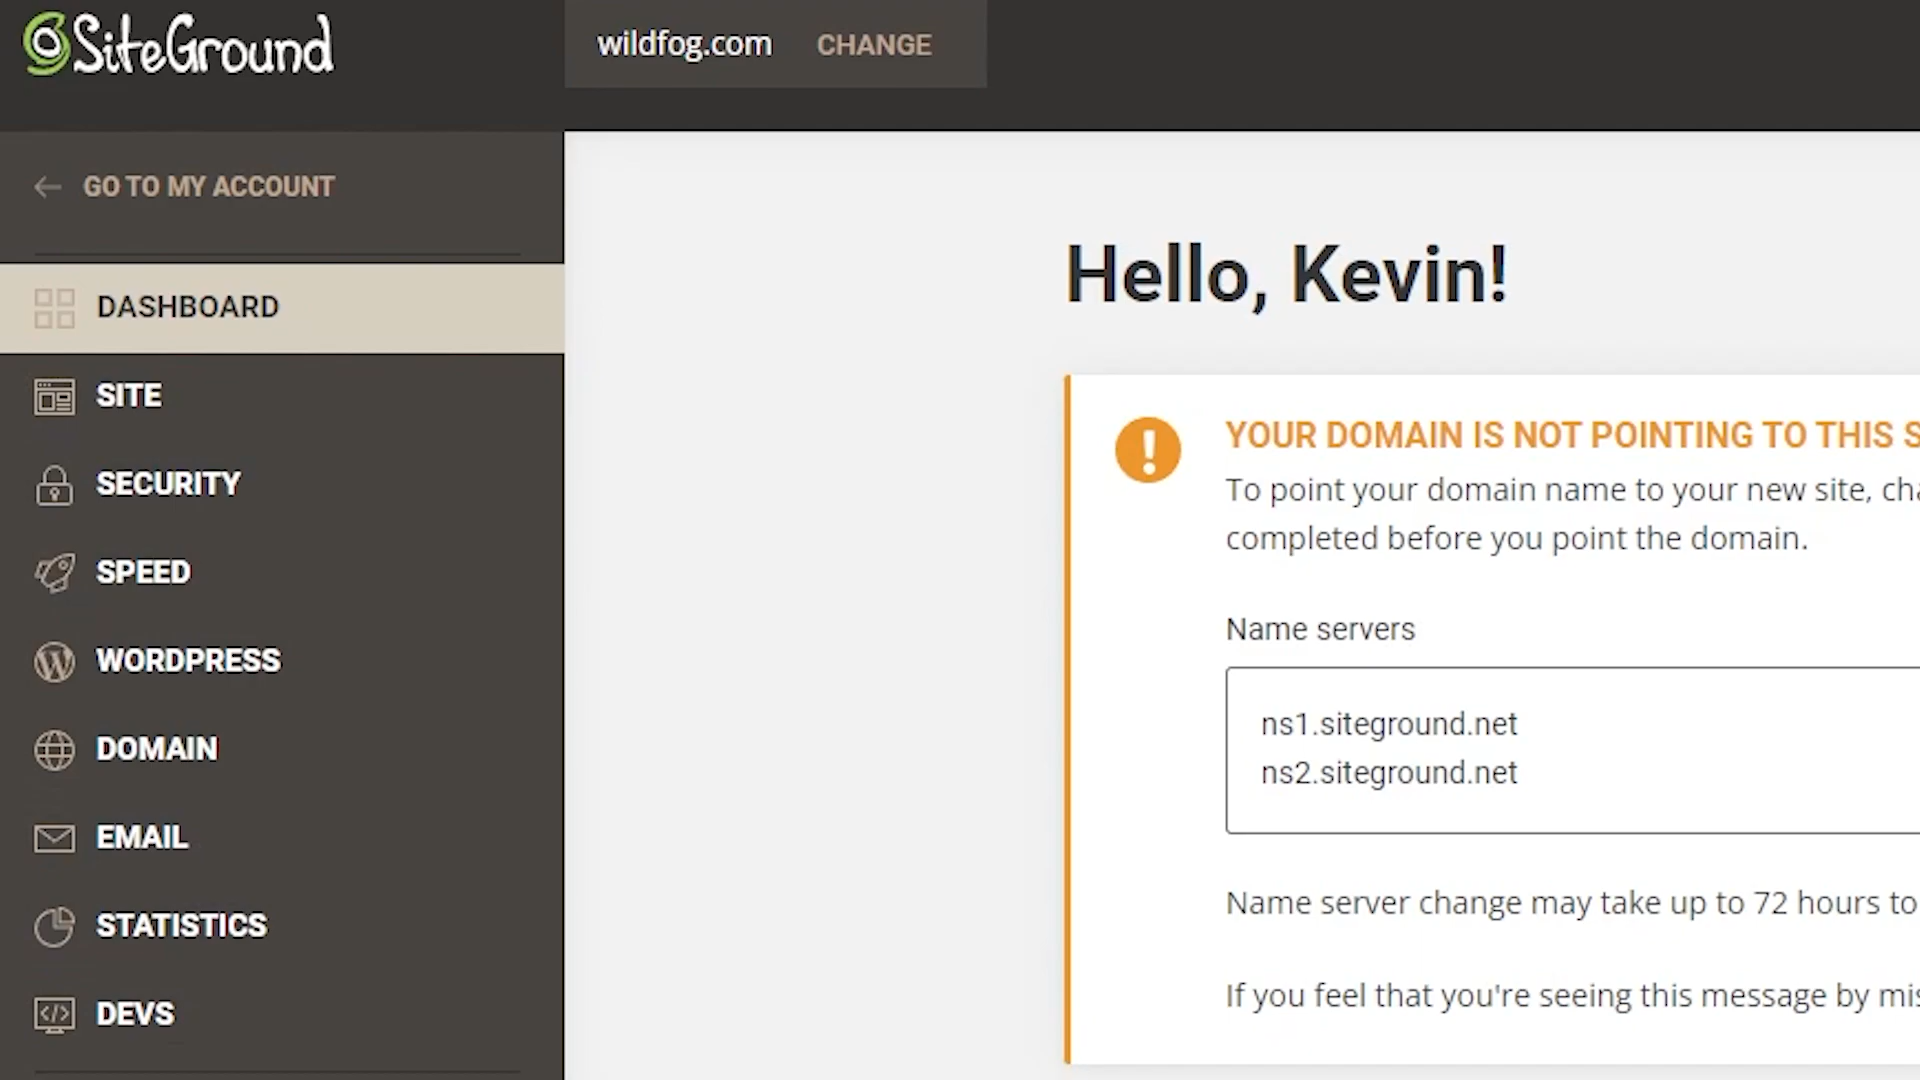 SiteGround
wildfog.com CHANGE
GO TO MY ACCOUNT
DASHBOARD
SITE
SECURITY
SPEED
WORDPRESS
DOMAIN
EMAIL
STATISTICS
DEVS
Hello, Kevin!
YOUR DOMAIN IS NOT POINTING TO THIS
To point your domain name to your new site,
completed before you point the domain.
Name servers
ns1.siteground.net
ns2.siteground.net
Name server change may take up to 72 hours to
If you feel that you're seeing this message by